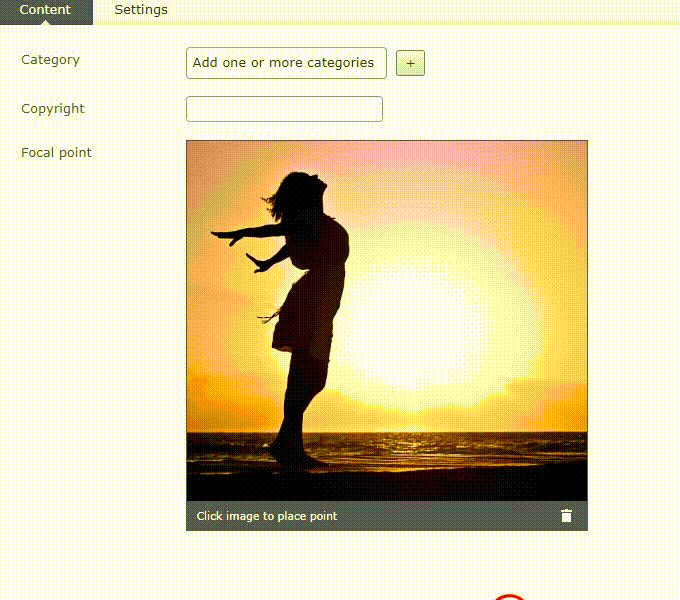 Content Settings
Category
Add one or more categories +
Copyright
Focal point
Click image to place point